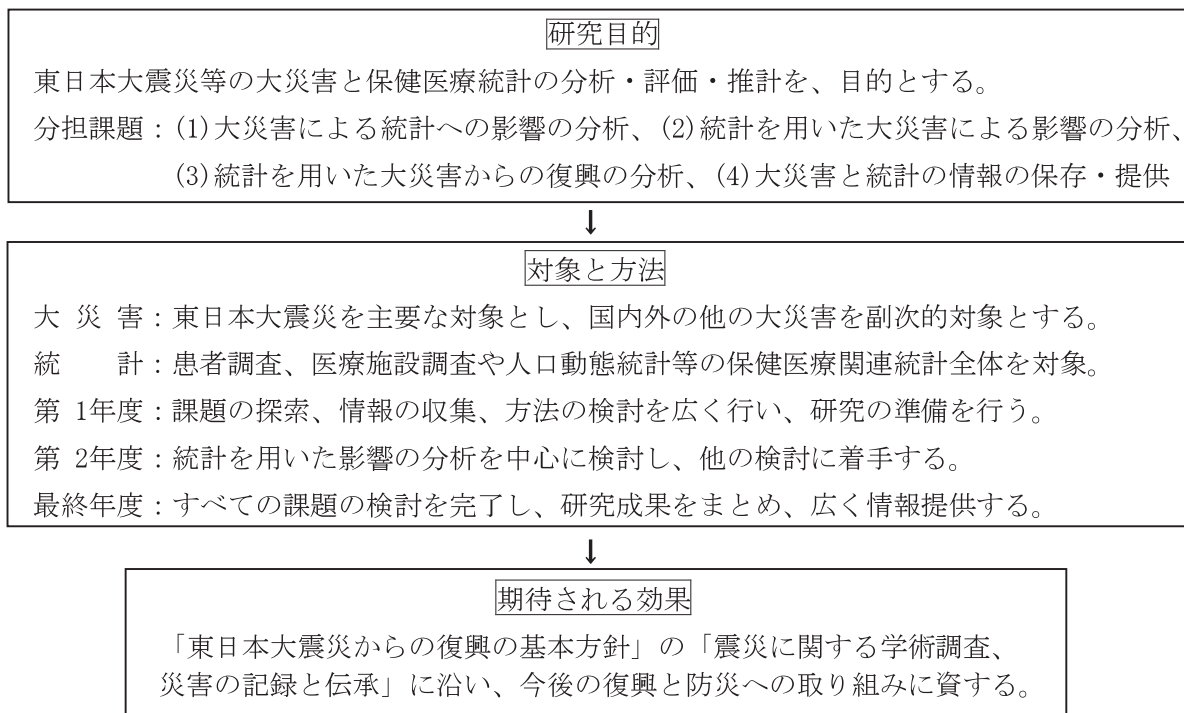 研究目的
東日本大震災等の大災害と保健医療統計の分析・評価・推計を、目的とする。
分担課題：(1)大災害による統計への影響の分析、(2)統計を用いた大災害による影響の分析、
(3)統計を用いた大災害からの復興の分析、(4)大災害と統計の情報の保存・提供
↓
対象と方法
大 災 害：東日本大震災を主要な対象とし、国内外の他の大災害を副次的対象とする。
統　　計：患者調査、医療施設調査や人口動態統計等の保健医療関連統計全体を対象。
第 1年度：課題の探索、情報の収集、方法の検討を広く行い、研究の準備を行う。
第 2年度：統計を用いた影響の分析を中心に検討し、他の検討に着手する。
最終年度：すべての課題の検討を完了し、研究成果をまとめ、広く情報提供する。
↓
期待される効果
「東日本大震災からの復興の基本方針」の「震災に関する学術調査、
災害の記録と伝承」に沿い、今後の復興と防災への取り組みに資する。